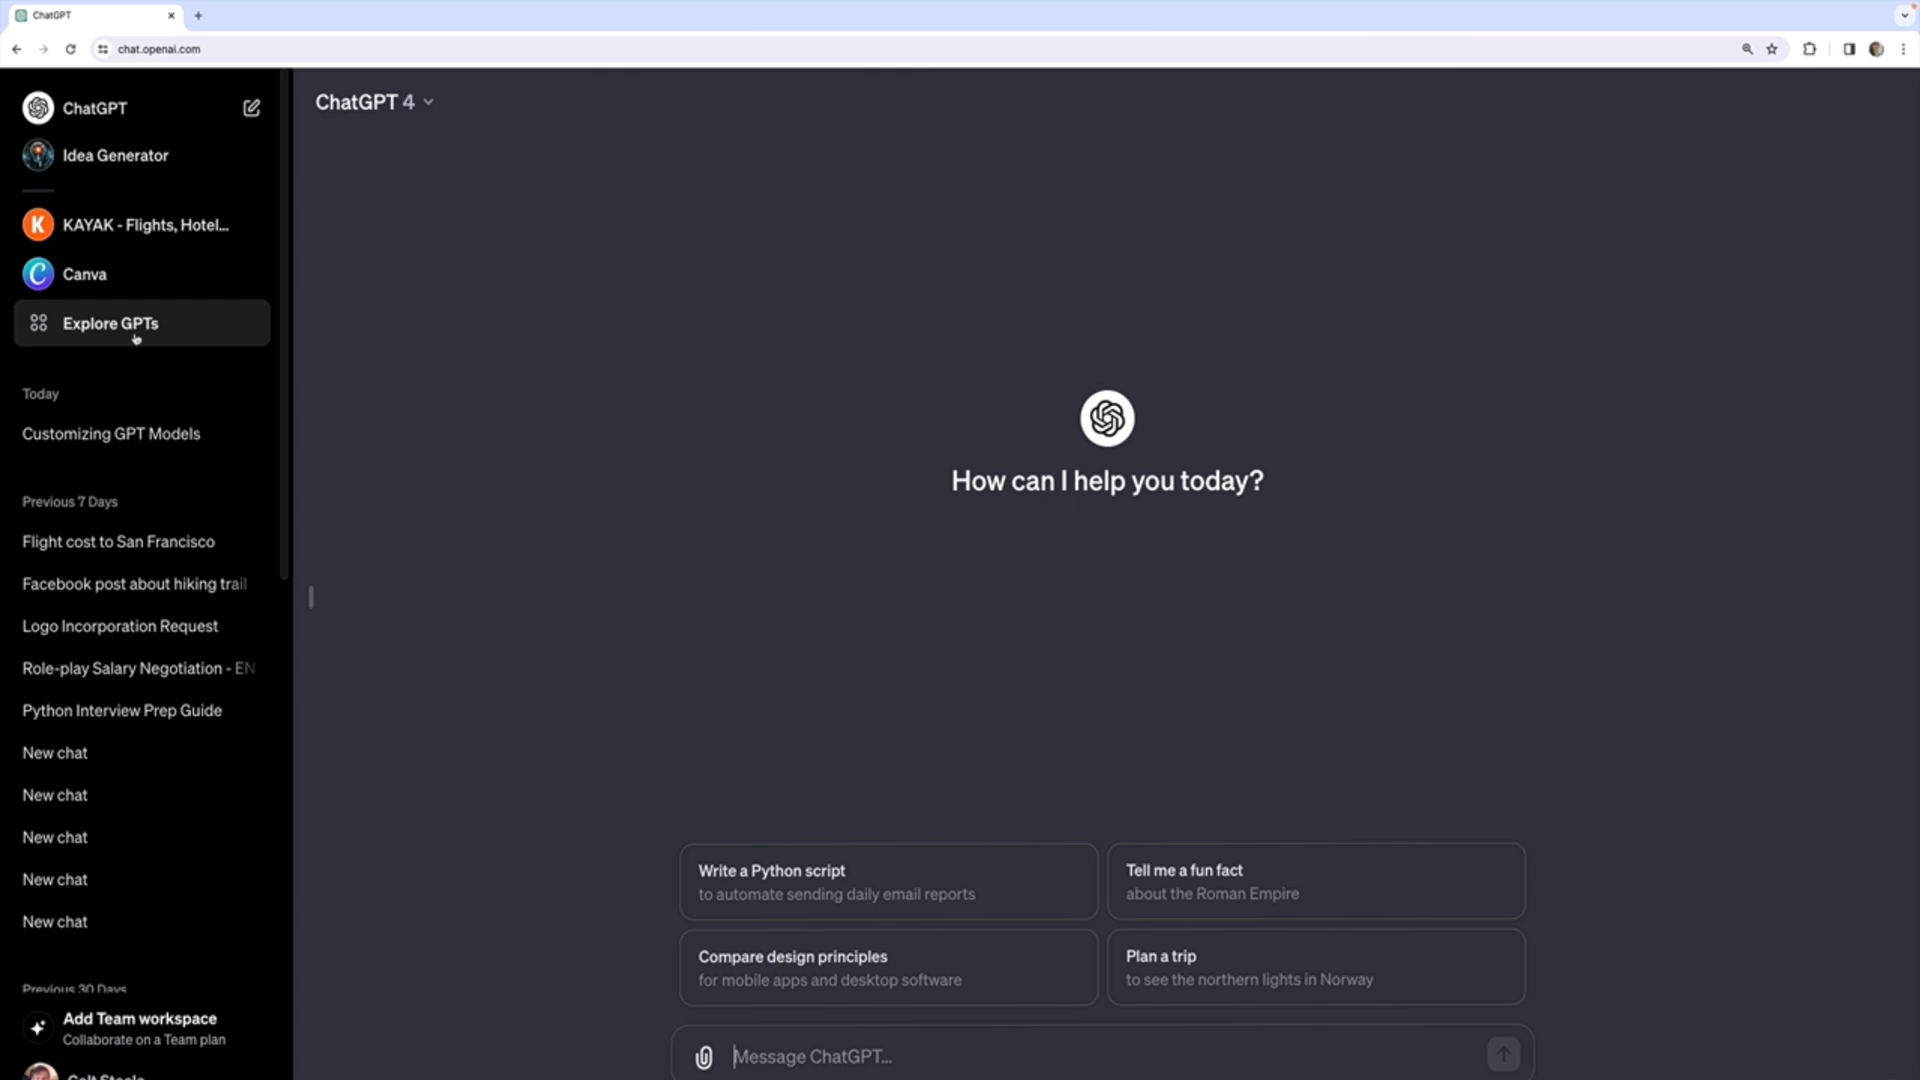 ChatGPT
chat.openai.com
ChatGPT
Idea Generator
KAYAK - Flights, Hotel...
Canva
Explore GPTs
Today
Customizing GPT Models
Previous 7 Days
Flight cost to San Francisco
Facebook post about hiking trail
Logo Incorporation Request
Role-play Salary Negotiation - EN
Python Interview Prep Guide
New chat
New chat
New chat
New chat
New chat
Previous 30 Days
Add Team workspace
Collaborate on a Team plan
Colt Steele
ChatGPT 4
How can I help you today?
Write a Python script
to automate sending daily email reports
Tell me a fun fact
about the Roman Empire
Compare design principles
for mobile apps and desktop software
Plan a trip
to see the northern lights in Norway
Message ChatGPT...